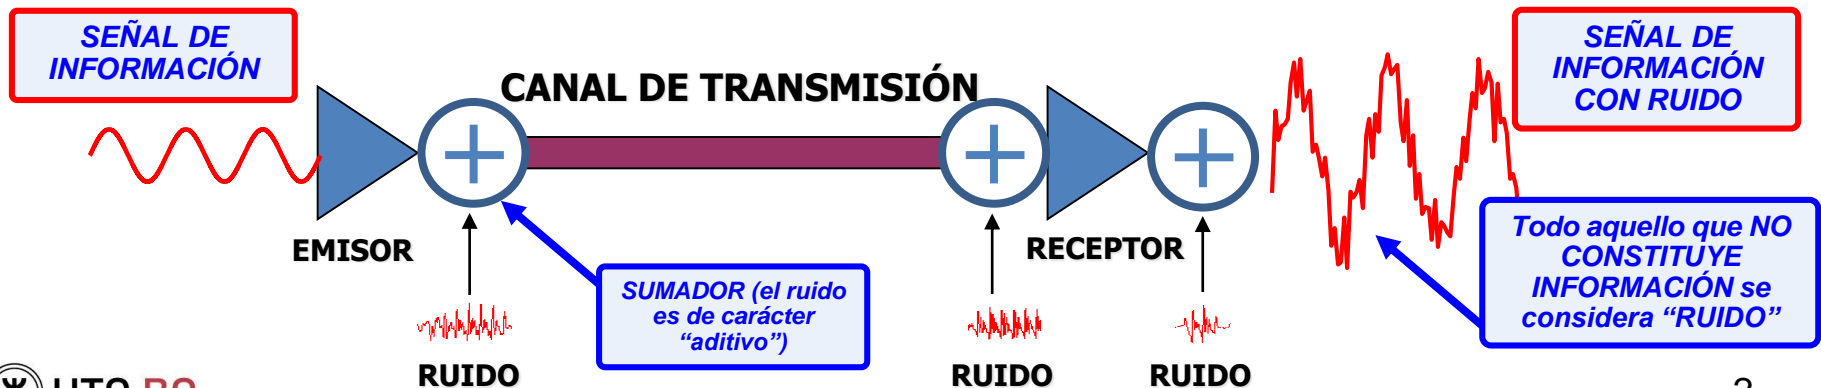 SEÑAL DE
INFORMACIÓN
CANAL DE TRANSMISIÓN
SEÑAL DE
INFORMACIÓN
CON RUIDO
EMISOR
RECEPTOR
SUMADOR (el ruido
es de carácter
“aditivo”)
Todo aquello que NO
CONSTITUYE
INFORMACIÓN se
considera “RUIDO”
RUIDO
RUIDO
RUIDO